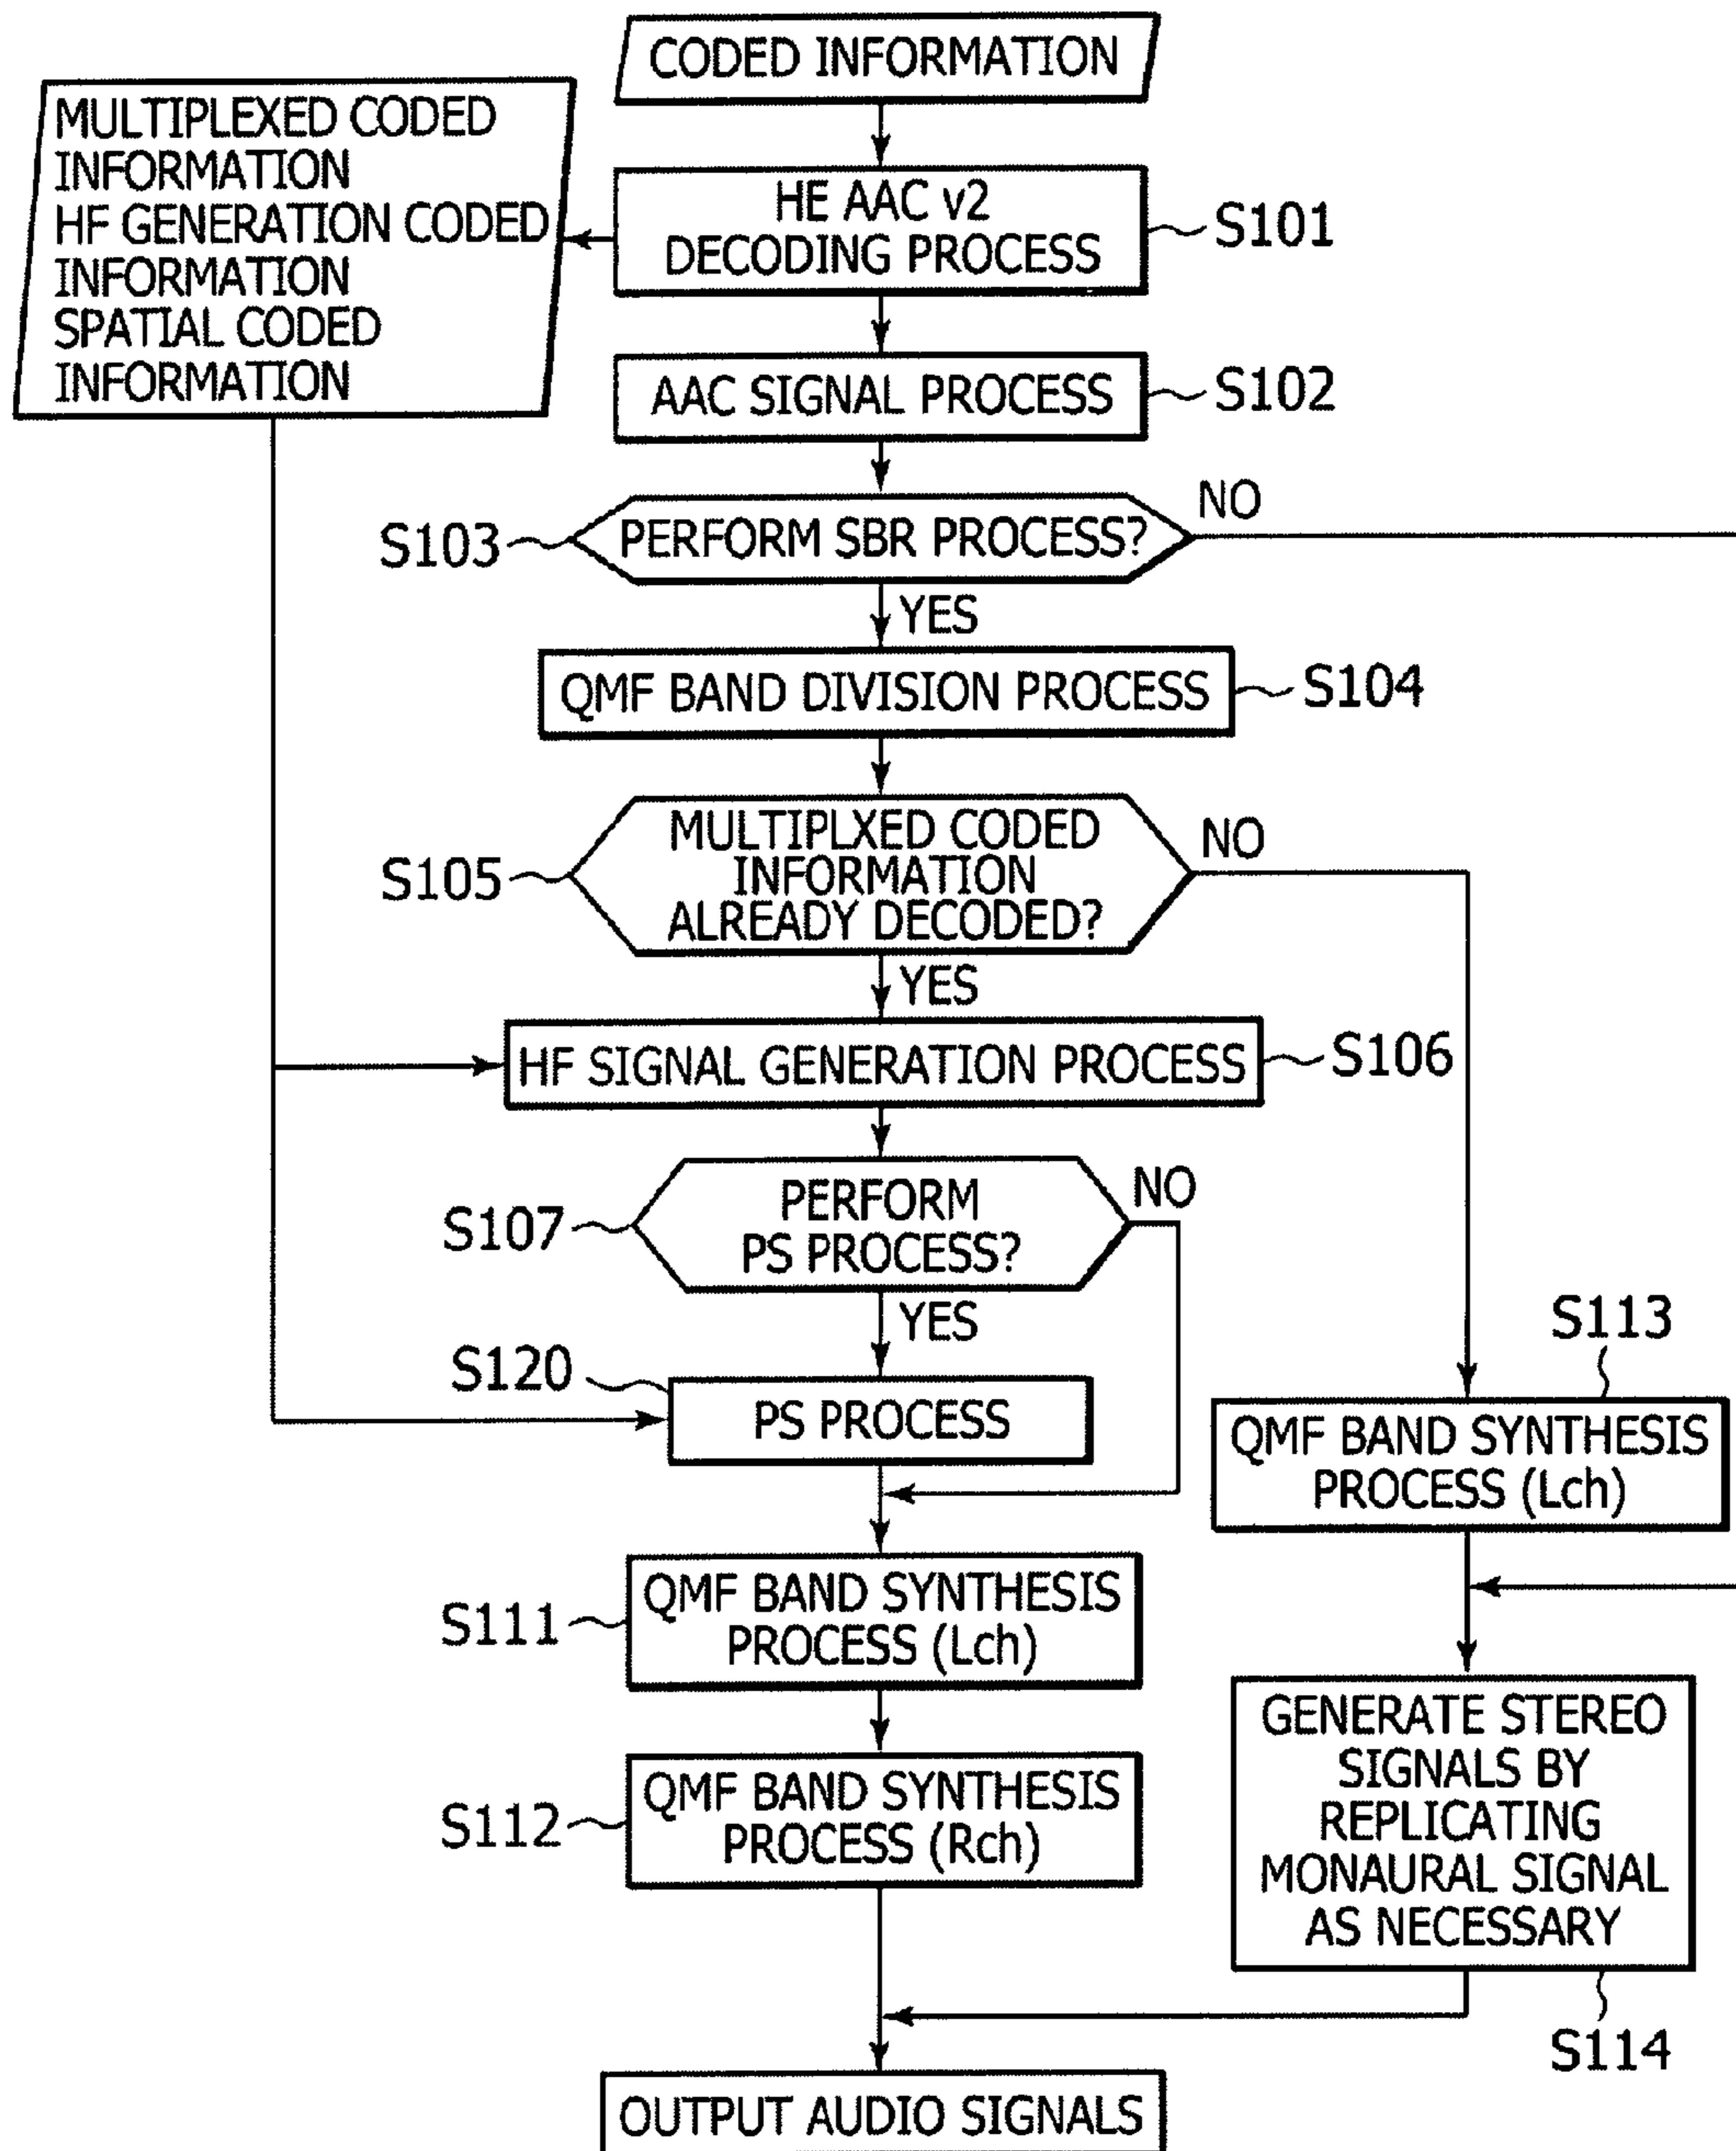 CODED INFORMATION
MULTIPLEXED CODED
INFORMATION
HF GENERATION CODED
INFORMATION
SPATIAL CODED
INFORMATION
HE AAC v2
DECODING PROCESS
S101
AAC SIGNAL PROCESS
S102
S103
PERFORM SBR PROCESS?
NO
YES
QMF BAND DIVISION PROCESS
S104
S105
MULTIPLXED CODED
INFORMATION
ALREADY DECODED?
NO
YES
HF SIGNAL GENERATION PROCESS
S106
S107
PERFORM
PS PROCESS?
NO
YES
S120
PS PROCESS
S113
QMF BAND SYNTHESIS
PROCESS (Lch)
S111
QMF BAND SYNTHESIS
PROCESS (Lch)
S112
QMF BAND SYNTHESIS
PROCESS (Rch)
GENERATE STEREO
SIGNALS BY
REPLICATING
MONAURAL SIGNAL
AS NECESSARY
S114
OUTPUT AUDIO SIGNALS